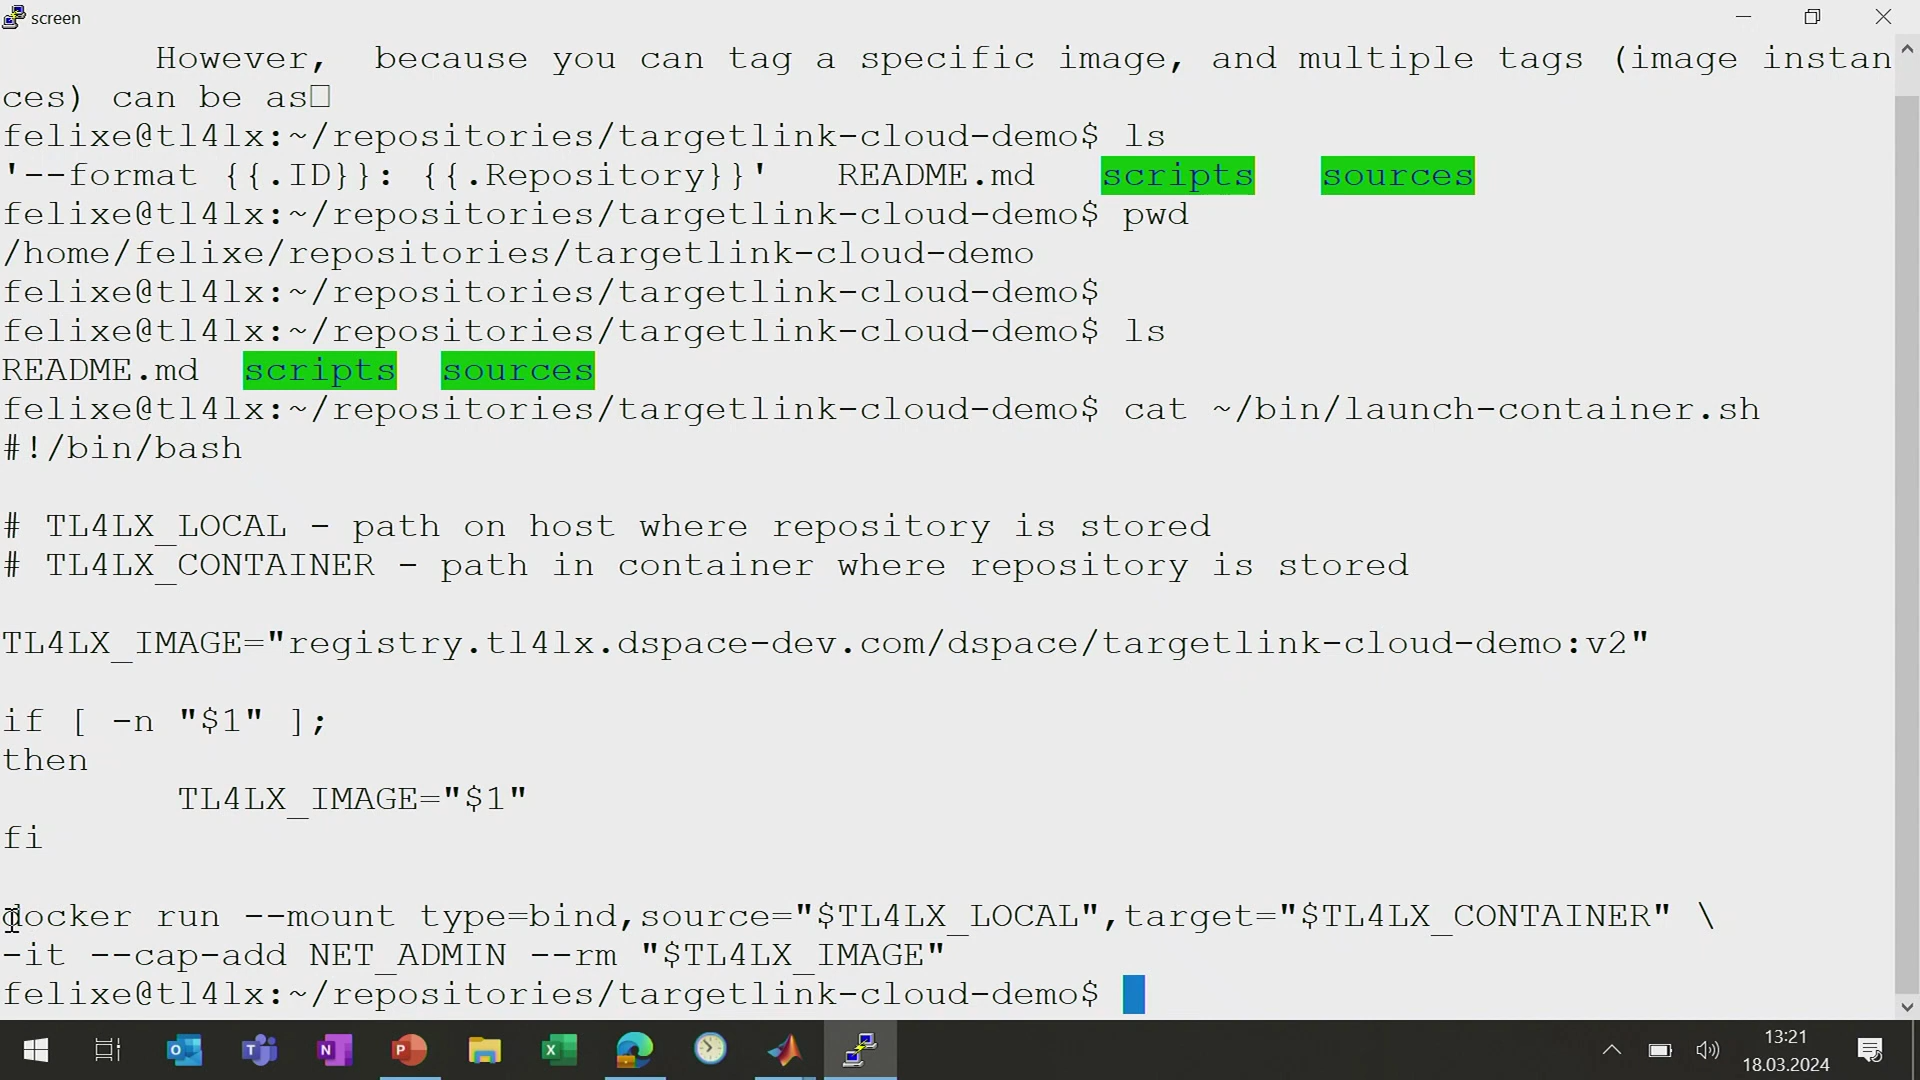 screen
However, because you can tag a specific image, and multiple tags (image instan
ces) can be as
felixe@tl4lx:~/repositories/targetlink-cloud-demo$ ls
'--format {{.ID}}: {{.Repository}}' README.md scripts sources
felixe@tl4lx:~/repositories/targetlink-cloud-demo$ pwd
/home/felixe/repositories/targetlink-cloud-demo
felixe@tl4lx:~/repositories/targetlink-cloud-demo$
felixe@tl4lx:~/repositories/targetlink-cloud-demo$ ls
README.md scripts sources
felixe@tl4lx:~/repositories/targetlink-cloud-demo$ cat ~/bin/launch-container.sh
#!/bin/bash
# TL4LX_LOCAL - path on host where repository is stored
# TL4LX_CONTAINER - path in container where repository is stored
TL4LX_IMAGE="registry.tl4lx.dspace-dev.com/dspace/targetlink-cloud-demo:v2"
if [ -n "$1" ];
then
TL4LX_IMAGE="$1"
fi
docker run --mount type=bind,source="$TL4LX_LOCAL",target="$TL4LX_CONTAINER" \
-it --cap-add NET_ADMIN --rm "$TL4LX_IMAGE"
felixe@tl4lx:~/repositories/targetlink-cloud-demo$
13:21
18.03.2024